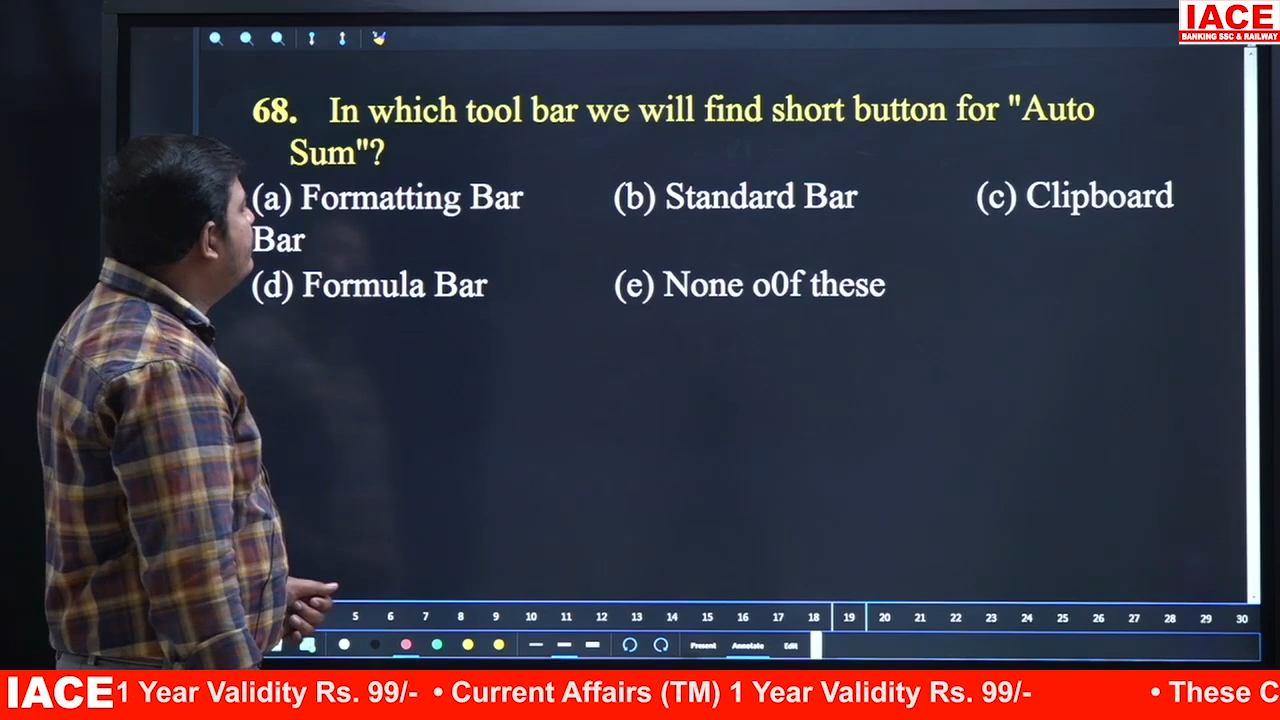 IACE
BANKING SSC & RAILWAY
68. In which tool bar we will find short button for "Auto
Sum"?
(a) Formatting Bar (b) Standard Bar (c) Clipboard
Bar
(d) Formula Bar (e) None o0f these
5 6 7 8 9 10 11 12 13 14 15 16 17 18 19 20 21 22 23 24 25 26 27 28 29 30
Present Annotate Edit
IACE 1 Year Validity Rs. 99/- • Current Affairs (TM) 1 Year Validity Rs. 99/- • These C